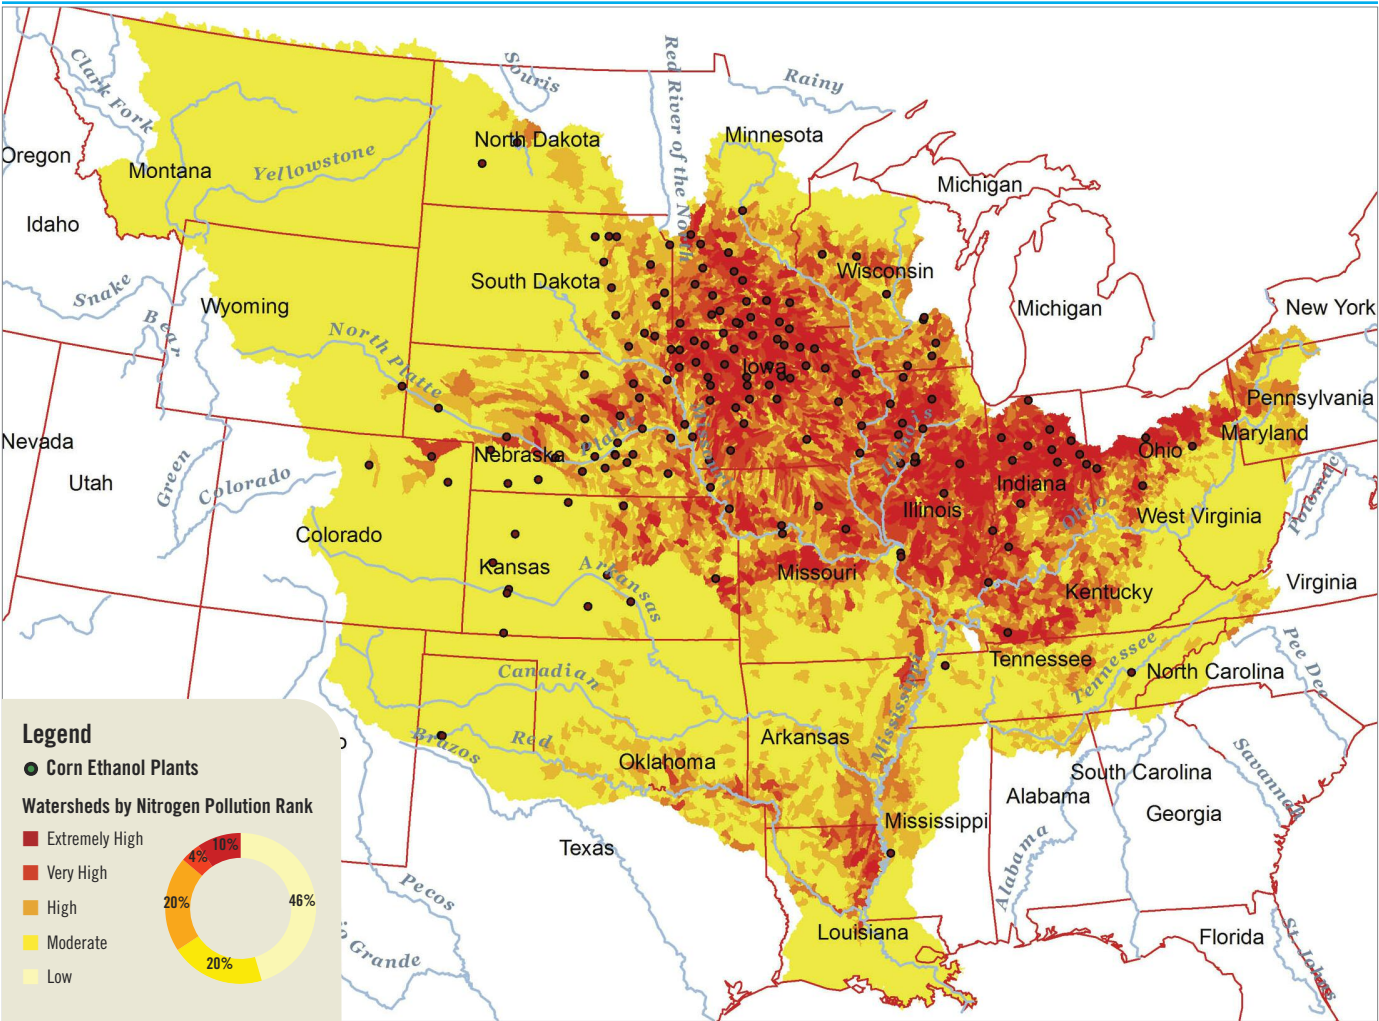 Souris
Red River of the North
Rainy
Clark Fork
North Dakota
Minnesota
Oregon
Montana
Yellowstone
Michigan
Idaho
South Dakota
Wisconsin
Snake
Wyoming
Michigan
New York
Bear
North Platte
Iowa
Pennsylvania
Nevada
Platte
Missouri
Illinois
Maryland
Nebraska
Ohio
Utah
Green
Colorado
Indiana
Potomac
Illinois
Ohio
West Virginia
Colorado
Kansas
Arkansas
Missouri
Kentucky
Virginia
Canadian
Tennessee
Tennessee
North Carolina
Pee Dee
Mississippi
Brazos
Red
Arkansas
Oklahoma
South Carolina
Savannah
Alabama
Georgia
Mississippi
Texas
Alabama
Pecos
o Grande
Louisiana
Florida
St. Johns
Legend
Corn Ethanol Plants
Watersheds by Nitrogen Pollution Rank
Extremely High
Very High
High
Moderate
Low
10%
4%
20%
46%
20%